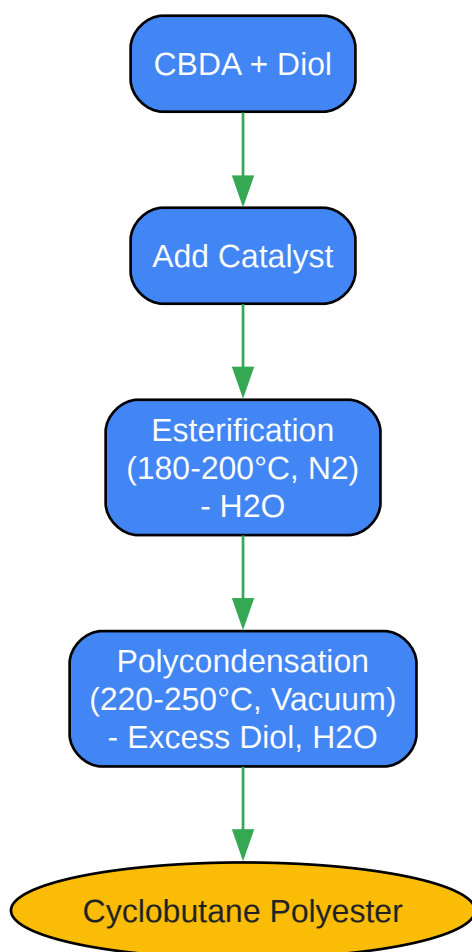 CBDA + Diol
Add Catalyst
Esterification
(180-200°C, N2)
- H2O
Polycondensation
(220-250°C, Vacuum)
- Excess Diol, H2O
Cyclobutane Polyester